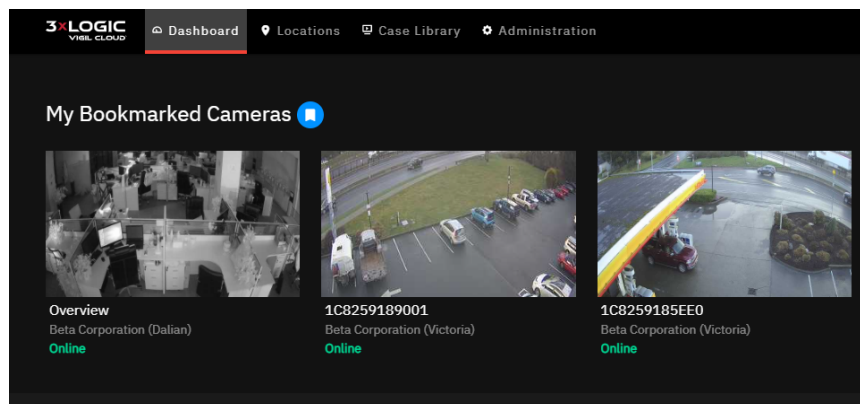 3xLOGIC
VIGIL CLOUD
Dashboard
Locations
Case Library
Administration
My Bookmarked Cameras
Overview
Beta Corporation (Dalian)
Online
1C8259189001
Beta Corporation (Victoria)
Online
1C8259185EE0
Beta Corporation (Victoria)
Online